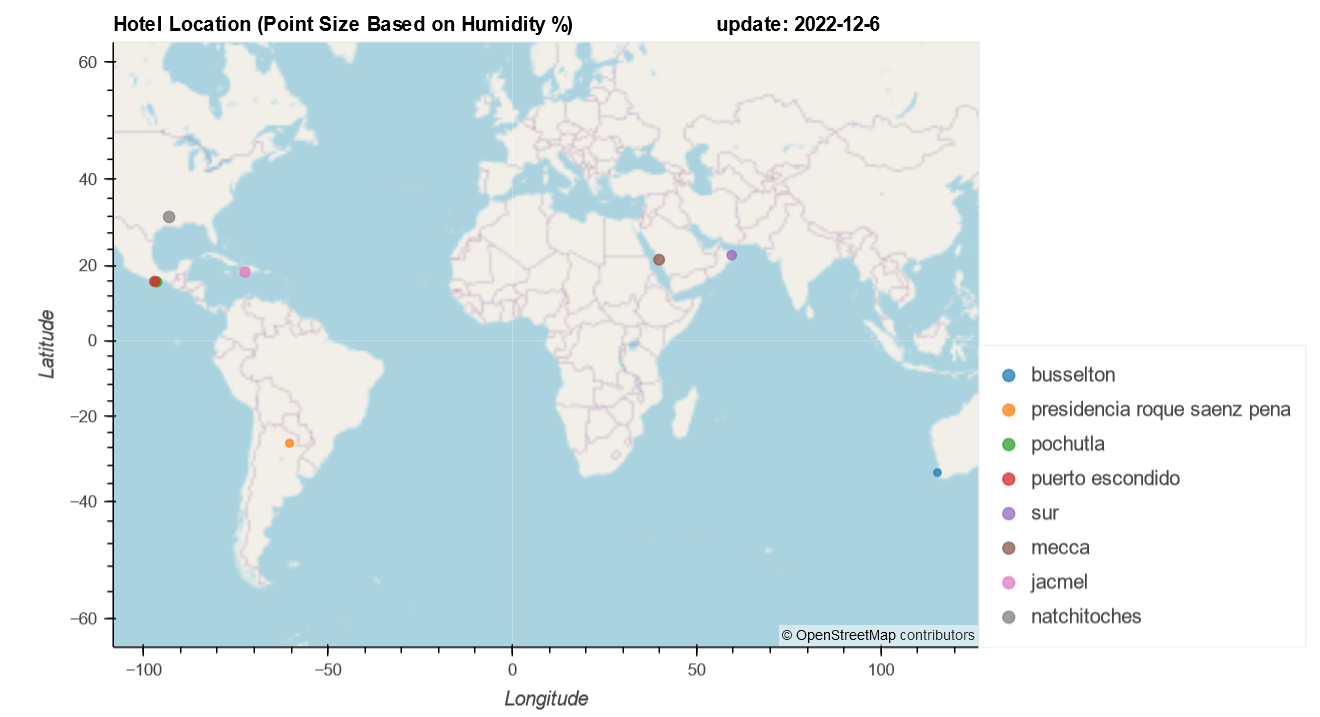 Hotel Location (Point Size Based on Humidity %) update: 2022-12-6
60
40
20
0
−20
−40
−60
Latitude
−100 −50 0 50 100
Longitude
© OpenStreetMap contributors
busselton
presidencia roque saenz pena
pochutla
puerto escondido
sur
mecca
jacmel
natchitoches